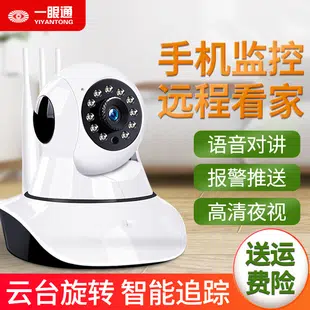 一眼通
YIYANTONG
手机监控
远程看家
语音对讲
报警推送
高清夜视
送运
费险
云台旋转 智能追踪